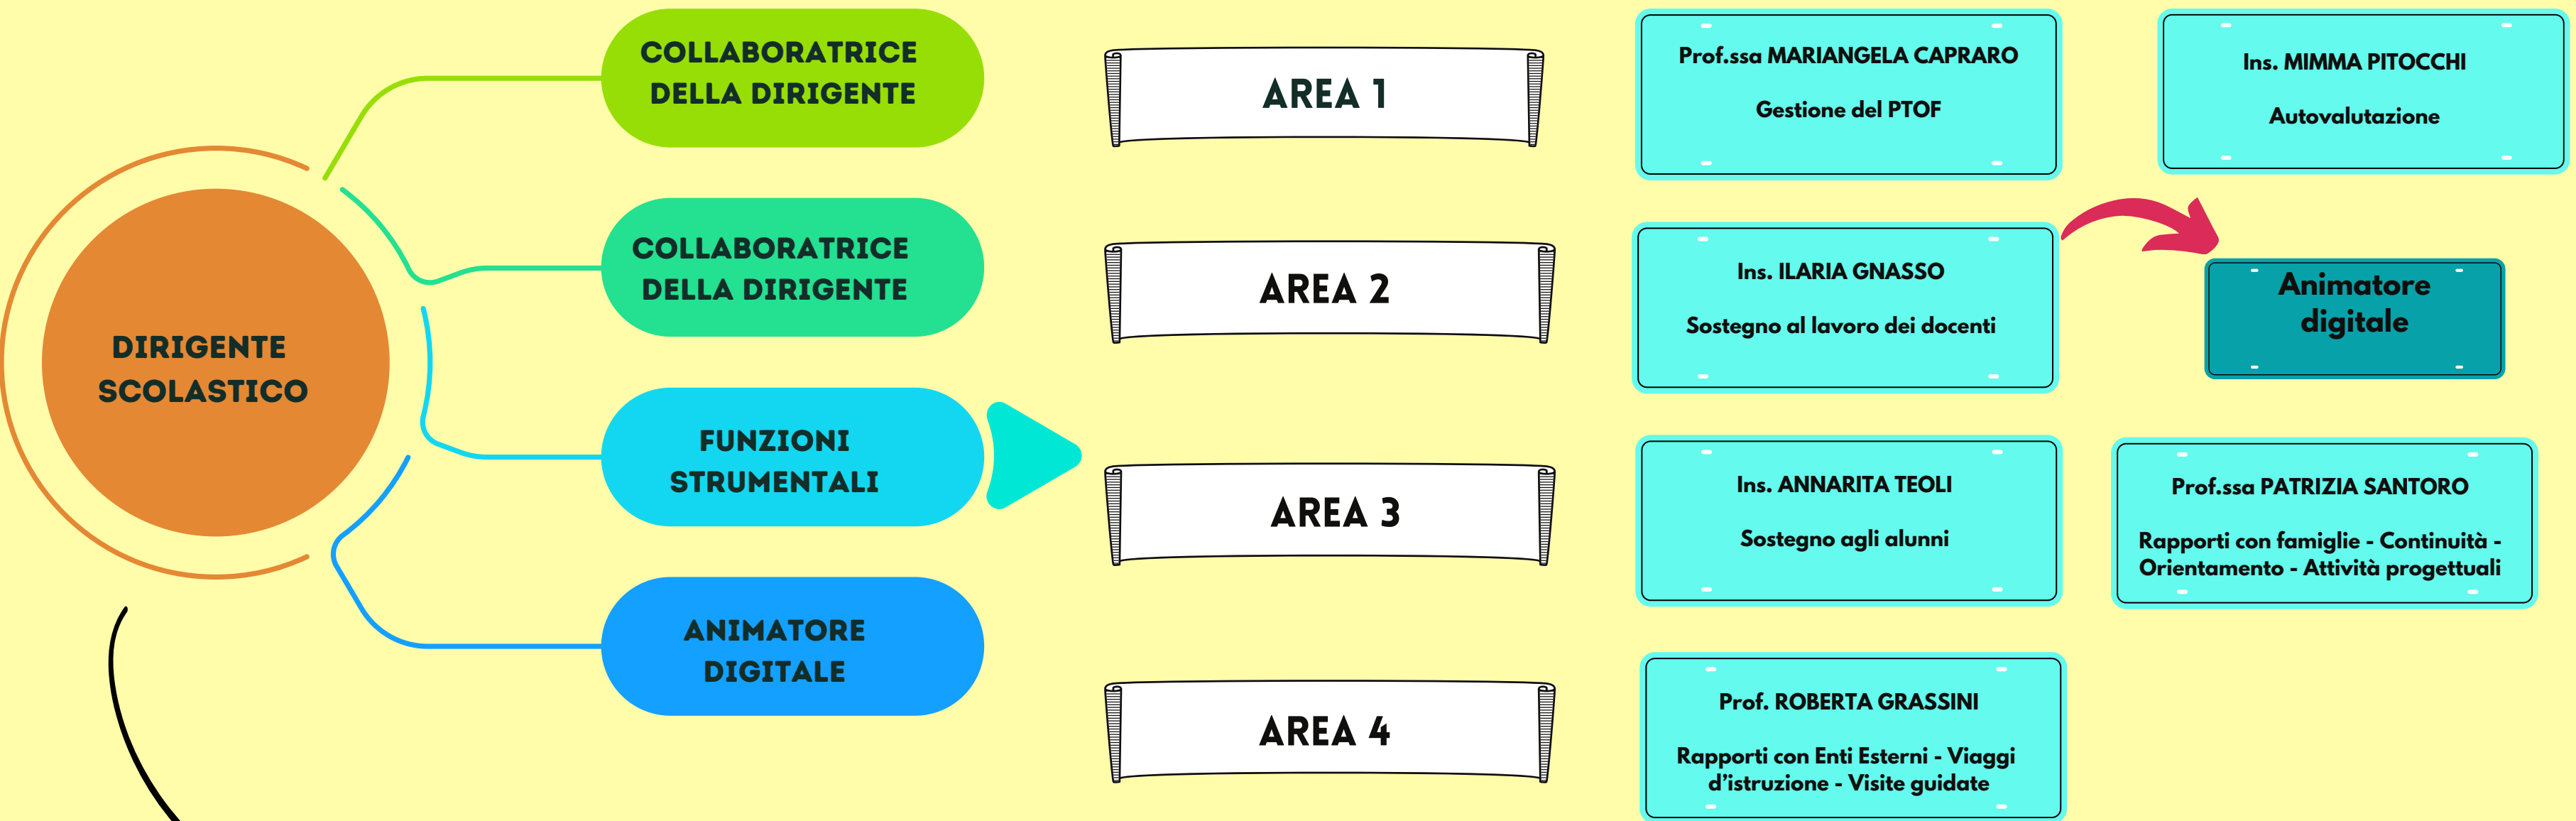 DIRIGENTE
SCOLASTICO
COLLABORATRICE
DELLA DIRIGENTE
COLLABORATRICE
DELLA DIRIGENTE
FUNZIONI
STRUMENTALI
ANIMATORE
DIGITALE
AREA 1
Prof.ssa MARIANGELA CAPRARO
Gestione del PTOF
Ins. MIMMA PITOCCHI
Autovalutazione
AREA 2
Ins. ILARIA GNASSO
Sostegno al lavoro dei docenti
Animatore
digitale
AREA 3
Ins. ANNARITA TEOLI
Sostegno agli alunni
Prof.ssa PATRIZIA SANTORO
Rapporti con famiglie - Continuità -
Orientamento - Attività progettuali
AREA 4
Prof. ROBERTA GRASSINI
Rapporti con Enti Esterni - Viaggi
d’istruzione - Visite guidate